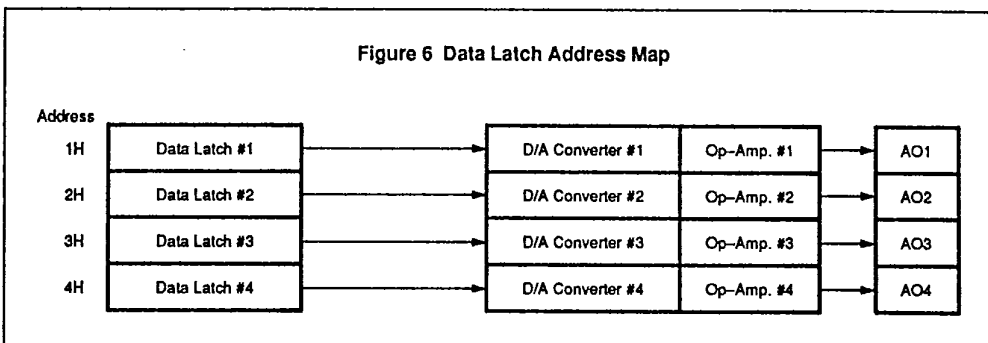 Figure 6 Data Latch Address Map
Address
1H Data Latch #1 D/A Converter #1 Op–Amp. #1 AO1
2H Data Latch #2 D/A Converter #2 Op–Amp. #2 AO2
3H Data Latch #3 D/A Converter #3 Op–Amp. #3 AO3
4H Data Latch #4 D/A Converter #4 Op–Amp. #4 AO4